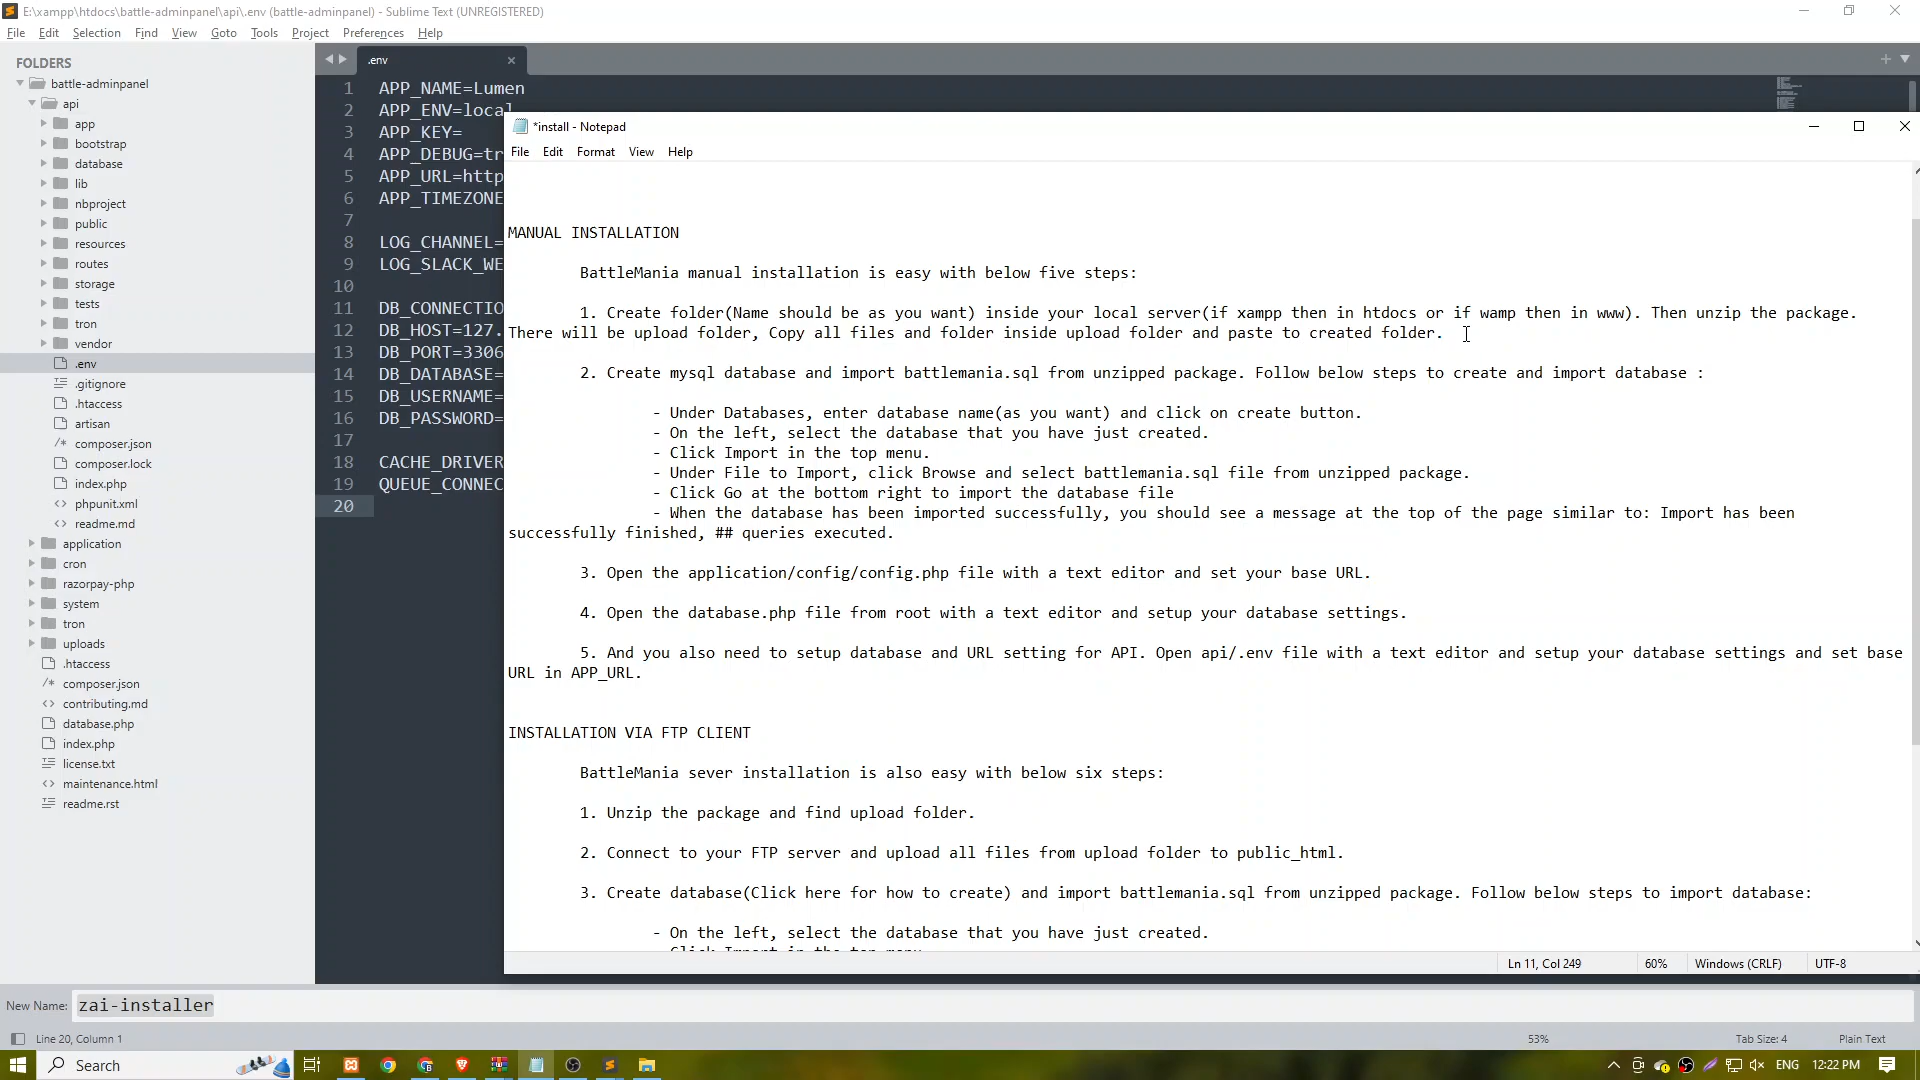 E:\xampp\htdocs\battle-adminpanel\api\.env (battle-adminpanel) - Sublime Text (UNREGISTERED)
File Edit Selection Find View Goto Tools Project Preferences Help
FOLDERS
battle-adminpanel
api
app
bootstrap
database
lib
nbproject
public
resources
routes
storage
tests
tron
vendor
.env
.gitignore
.htaccess
artisan
composer.json
composer.lock
index.php
phpunit.xml
readme.md
application
cron
razorpay-php
system
tron
uploads
.htaccess
composer.json
contributing.md
database.php
index.php
license.txt
maintenance.html
readme.rst
.env
1 APP_NAME=Lumen
2 APP_ENV=local
3 APP_KEY=
4 APP_DEBUG=tr
5 APP_URL=http
6 APP_TIMEZONE
7
8 LOG_CHANNEL=
9 LOG_SLACK_WE
10
11 DB_CONNECTIO
12 DB_HOST=127.
13 DB_PORT=3306
14 DB_DATABASE=
15 DB_USERNAME=
16 DB_PASSWORD=
17
18 CACHE_DRIVER
19 QUEUE_CONNEC
20
*install - Notepad
File Edit Format View Help
MANUAL INSTALLATION
BattleMania manual installation is easy with below five steps:
1. Create folder(Name should be as you want) inside your local server(if xampp then in htdocs or if wamp then in www). Then unzip the package.
There will be upload folder, Copy all files and folder inside upload folder and paste to created folder.
2. Create mysql database and import battlemania.sql from unzipped package. Follow below steps to create and import database :
- Under Databases, enter database name(as you want) and click on create button.
- On the left, select the database that you have just created.
- Click Import in the top menu.
- Under File to Import, click Browse and select battlemania.sql file from unzipped package.
- Click Go at the bottom right to import the database file
- When the database has been imported successfully, you should see a message at the top of the page similar to: Import has been
successfully finished, ## queries executed.
3. Open the application/config/config.php file with a text editor and set your base URL.
4. Open the database.php file from root with a text editor and setup your database settings.
5. And you also need to setup database and URL setting for API. Open api/.env file with a text editor and setup your database settings and set base
URL in APP_URL.
INSTALLATION VIA FTP CLIENT
BattleMania sever installation is also easy with below six steps:
1. Unzip the package and find upload folder.
2. Connect to your FTP server and upload all files from upload folder to public_html.
3. Create database(Click here for how to create) and import battlemania.sql from unzipped package. Follow below steps to import database:
- On the left, select the database that you have just created.
- Click Import in the top menu
Ln 11, Col 249 60% Windows (CRLF) UTF-8
New Name: zai-installer
Line 20, Column 1 53% Tab Size: 4 Plain Text
Search ENG 12:22 PM